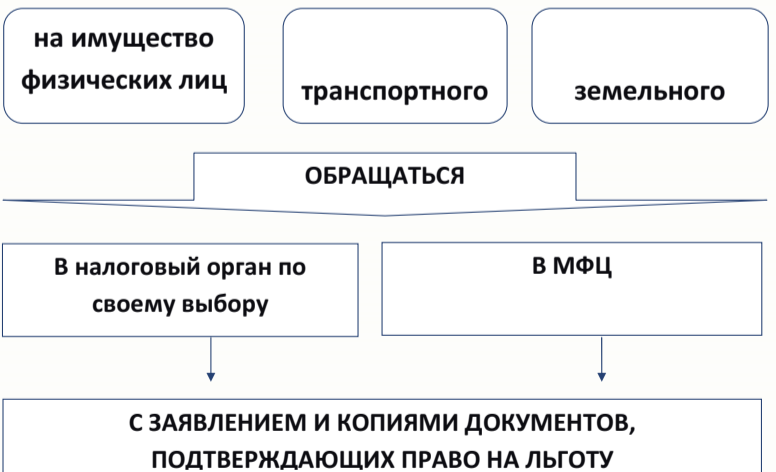 на имущество
физических лиц
транспортного
земельного
ОБРАЩАТЬСЯ
В налоговый орган по
своему выбору
В МФЦ
С ЗАЯВЛЕНИЕМ И КОПИЯМИ ДОКУМЕНТОВ,
ПОДТВЕРЖДАЮЩИХ ПРАВО НА ЛЬГОТУ